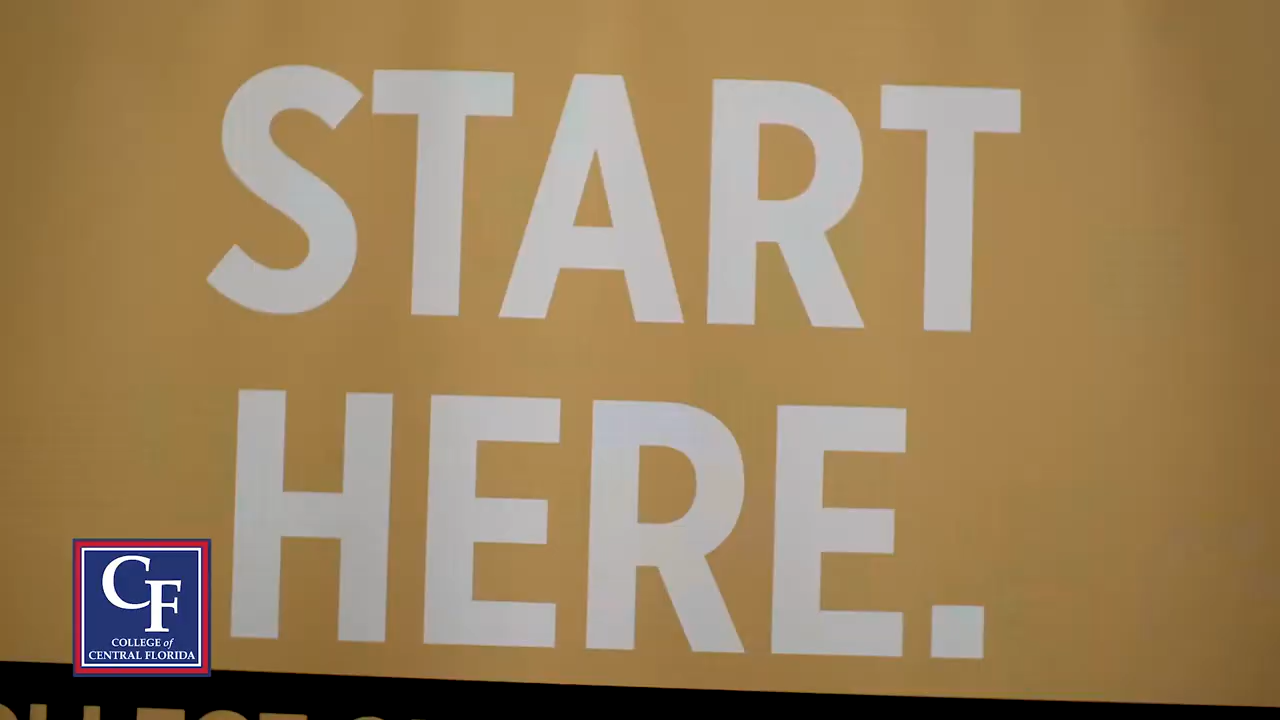 START
HERE.
CF
COLLEGE of
CENTRAL FLORIDA